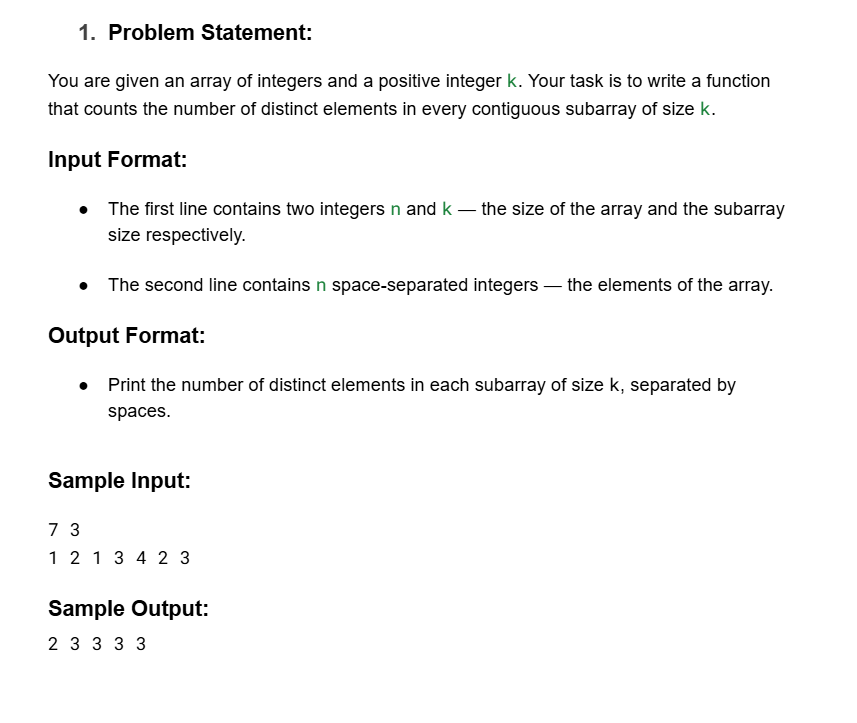 1. Problem Statement:
You are given an array of integers and a positive integer k. Your task is to write a function
that counts the number of distinct elements in every contiguous subarray of size k.
Input Format:
● The first line contains two integers n and k — the size of the array and the subarray
size respectively.
● The second line contains n space-separated integers — the elements of the array.
Output Format:
● Print the number of distinct elements in each subarray of size k, separated by
spaces.
Sample Input:
7 3
1 2 1 3 4 2 3
Sample Output:
2 3 3 3 3